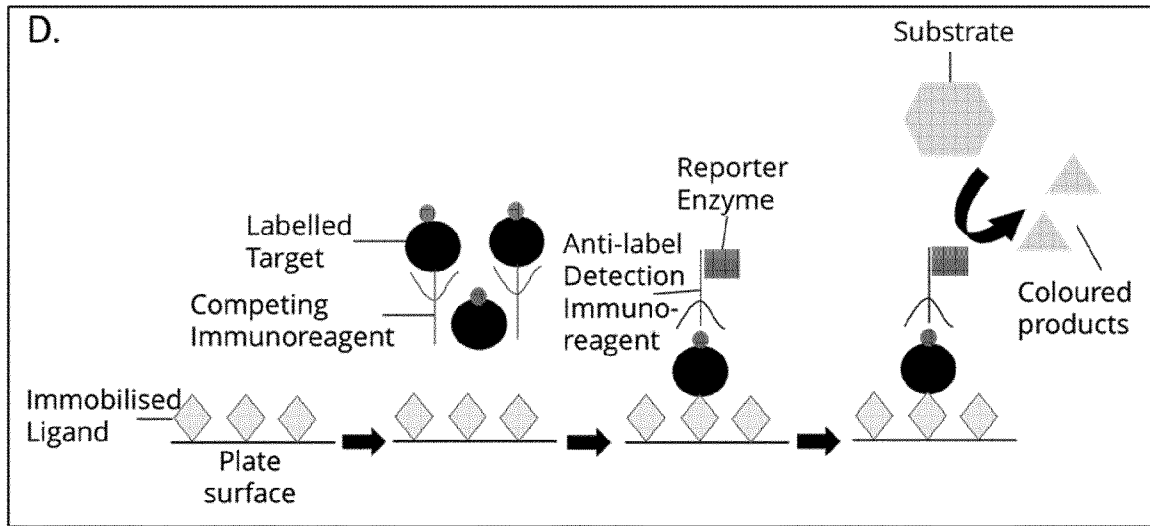 D.
Substrate
Reporter
Enzyme
Labelled
Target
Anti-label
Detection
Immuno-
reagent
Competing
Immunoreagent
Coloured
products
Immobilised
Ligand
Plate
surface